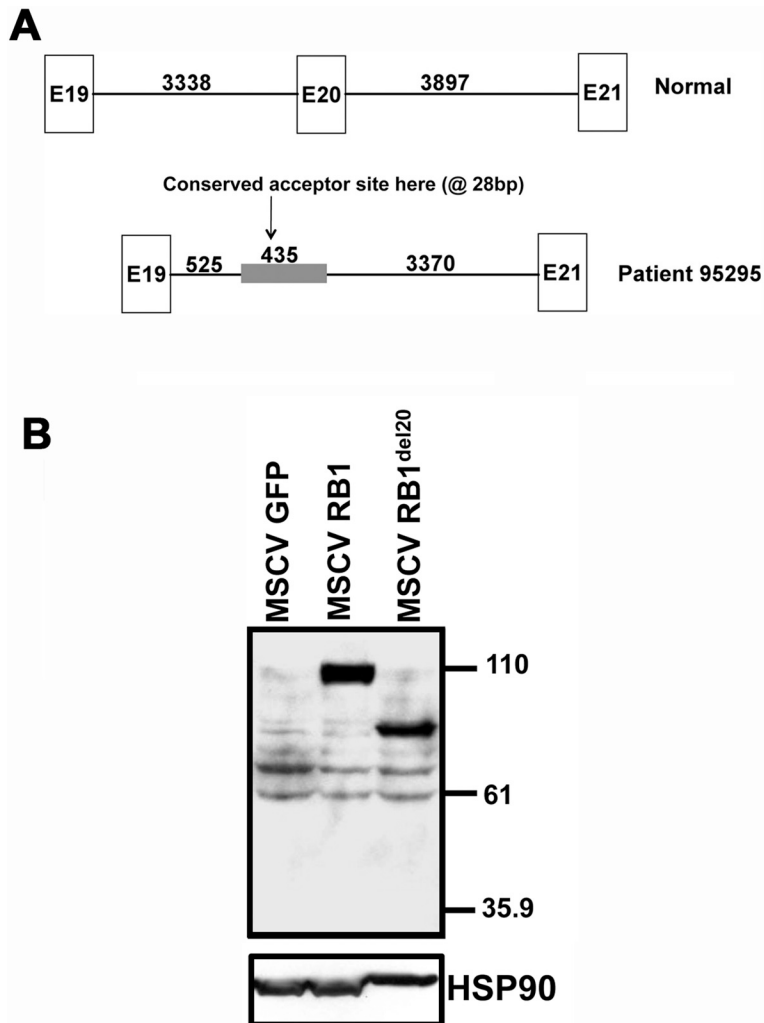 A
3338
3897
E19
E20
E21
Normal
Conserved acceptor site here (@ 28bp)
435
525
3370
E19
E21
Patient 95295
B
MSCV GFP
MSCV RB1
MSCV RB1del20
110
61
35.9
HSP90